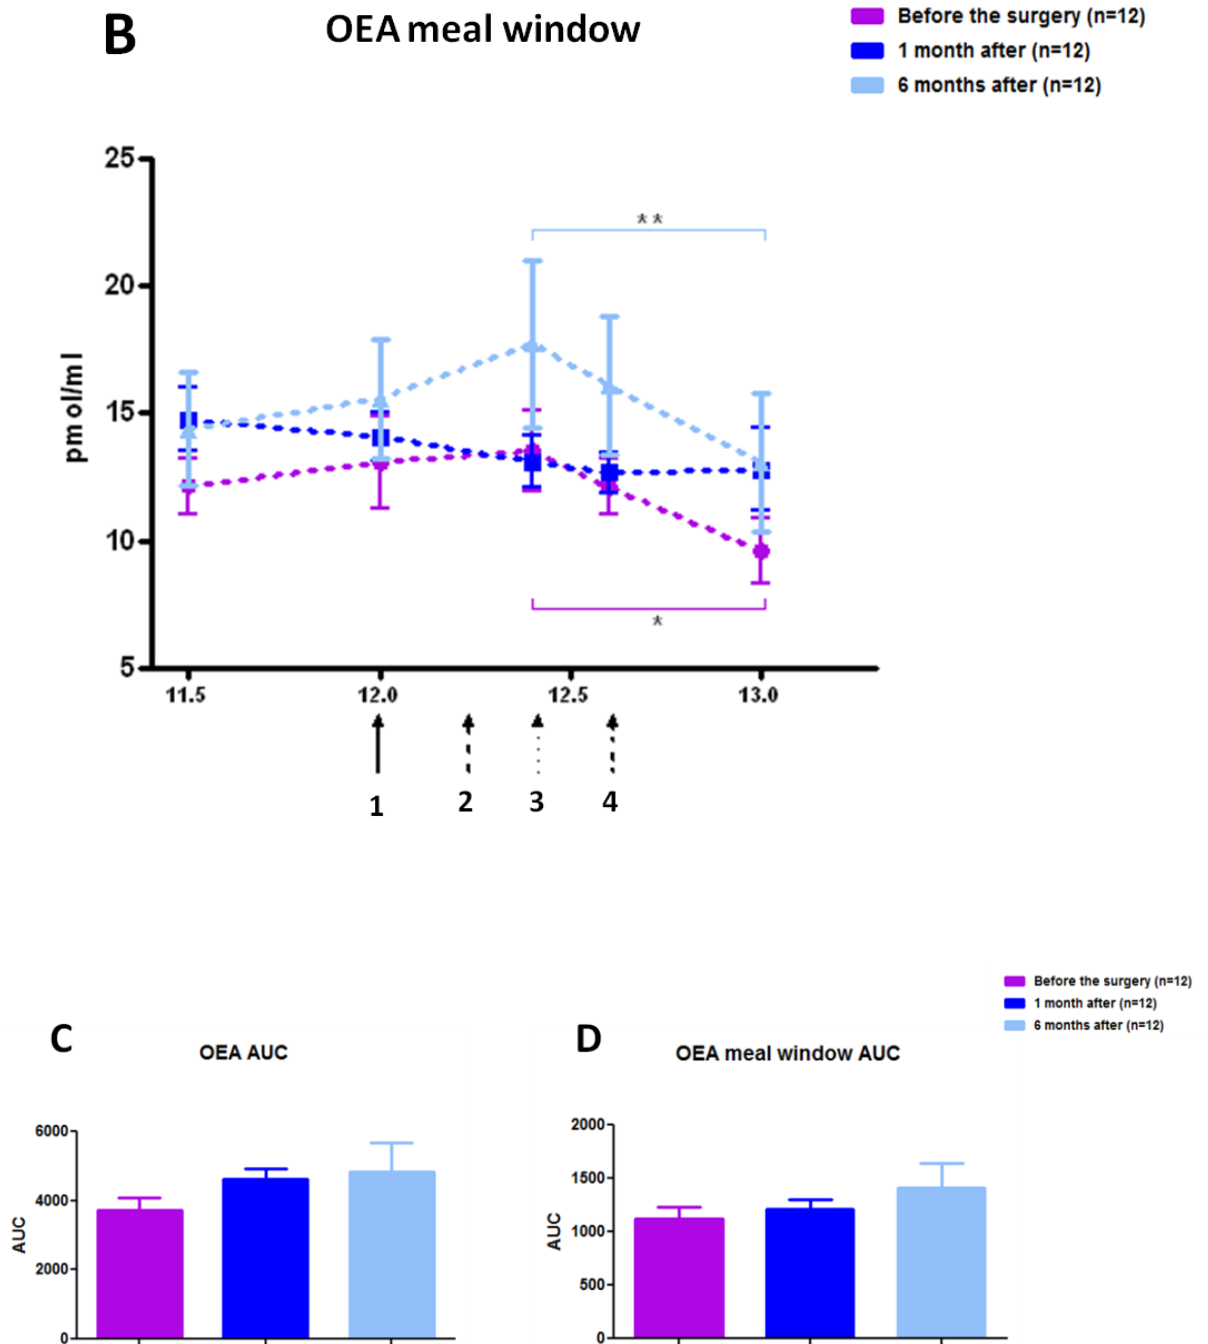 B
OEA meal window
Before the surgery (n=12)
1 month after (n=12)
6 months after (n=12)
25
20
15
10
5
pm ol/m l
**
*
11.5 12.0 12.5 13.0
1 2 3 4
Before the surgery (n=12)
1 month after (n=12)
6 months after (n=12)
C
OEA AUC
6000
4000
2000
0
AUC
D
OEA meal window AUC
2000
1500
1000
500
0
AUC